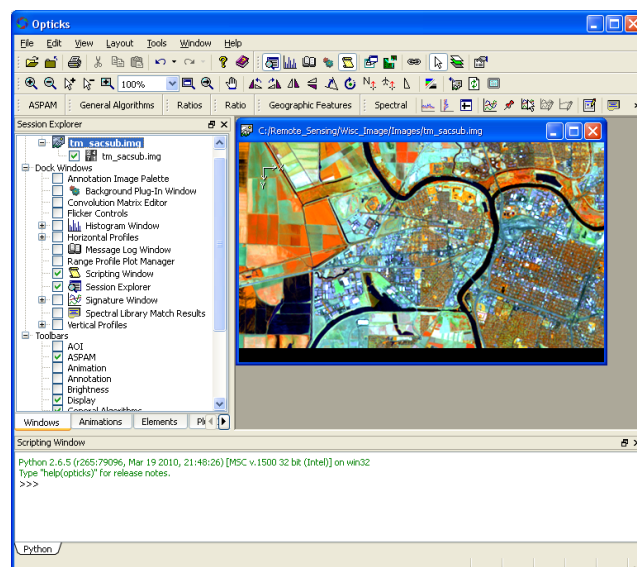 Opticks
File Edit View Layout Tools Window Help
100%
ASPAM General Algorithms Ratios Ratio Geographic Features Spectral
Session Explorer
C:/Remote_Sensing/Wisc_Image/Images/tm_sacsub.img
tm_sacsub.img
tm_sacsub.img
Dock Windows
Annotation Image Palette
Background Plug-In Window
Convolution Matrix Editor
Flicker Controls
Histogram Window
Horizontal Profiles
Message Log Window
Range Profile Plot Manager
Scripting Window
Session Explorer
Signature Window
Spectral Library Match Results
Vertical Profiles
Toolbars
AOI
ASPAM
Animation
Annotation
Brightness
Display
General Algorithms
Windows Animations Elements
Scripting Window
Python 2.6.5 (r265:79096, Mar 19 2010, 21:48:26) [MSC v.1500 32 bit (Intel)] on win32
Type "help(opticks)" for release notes.
>>>
Python